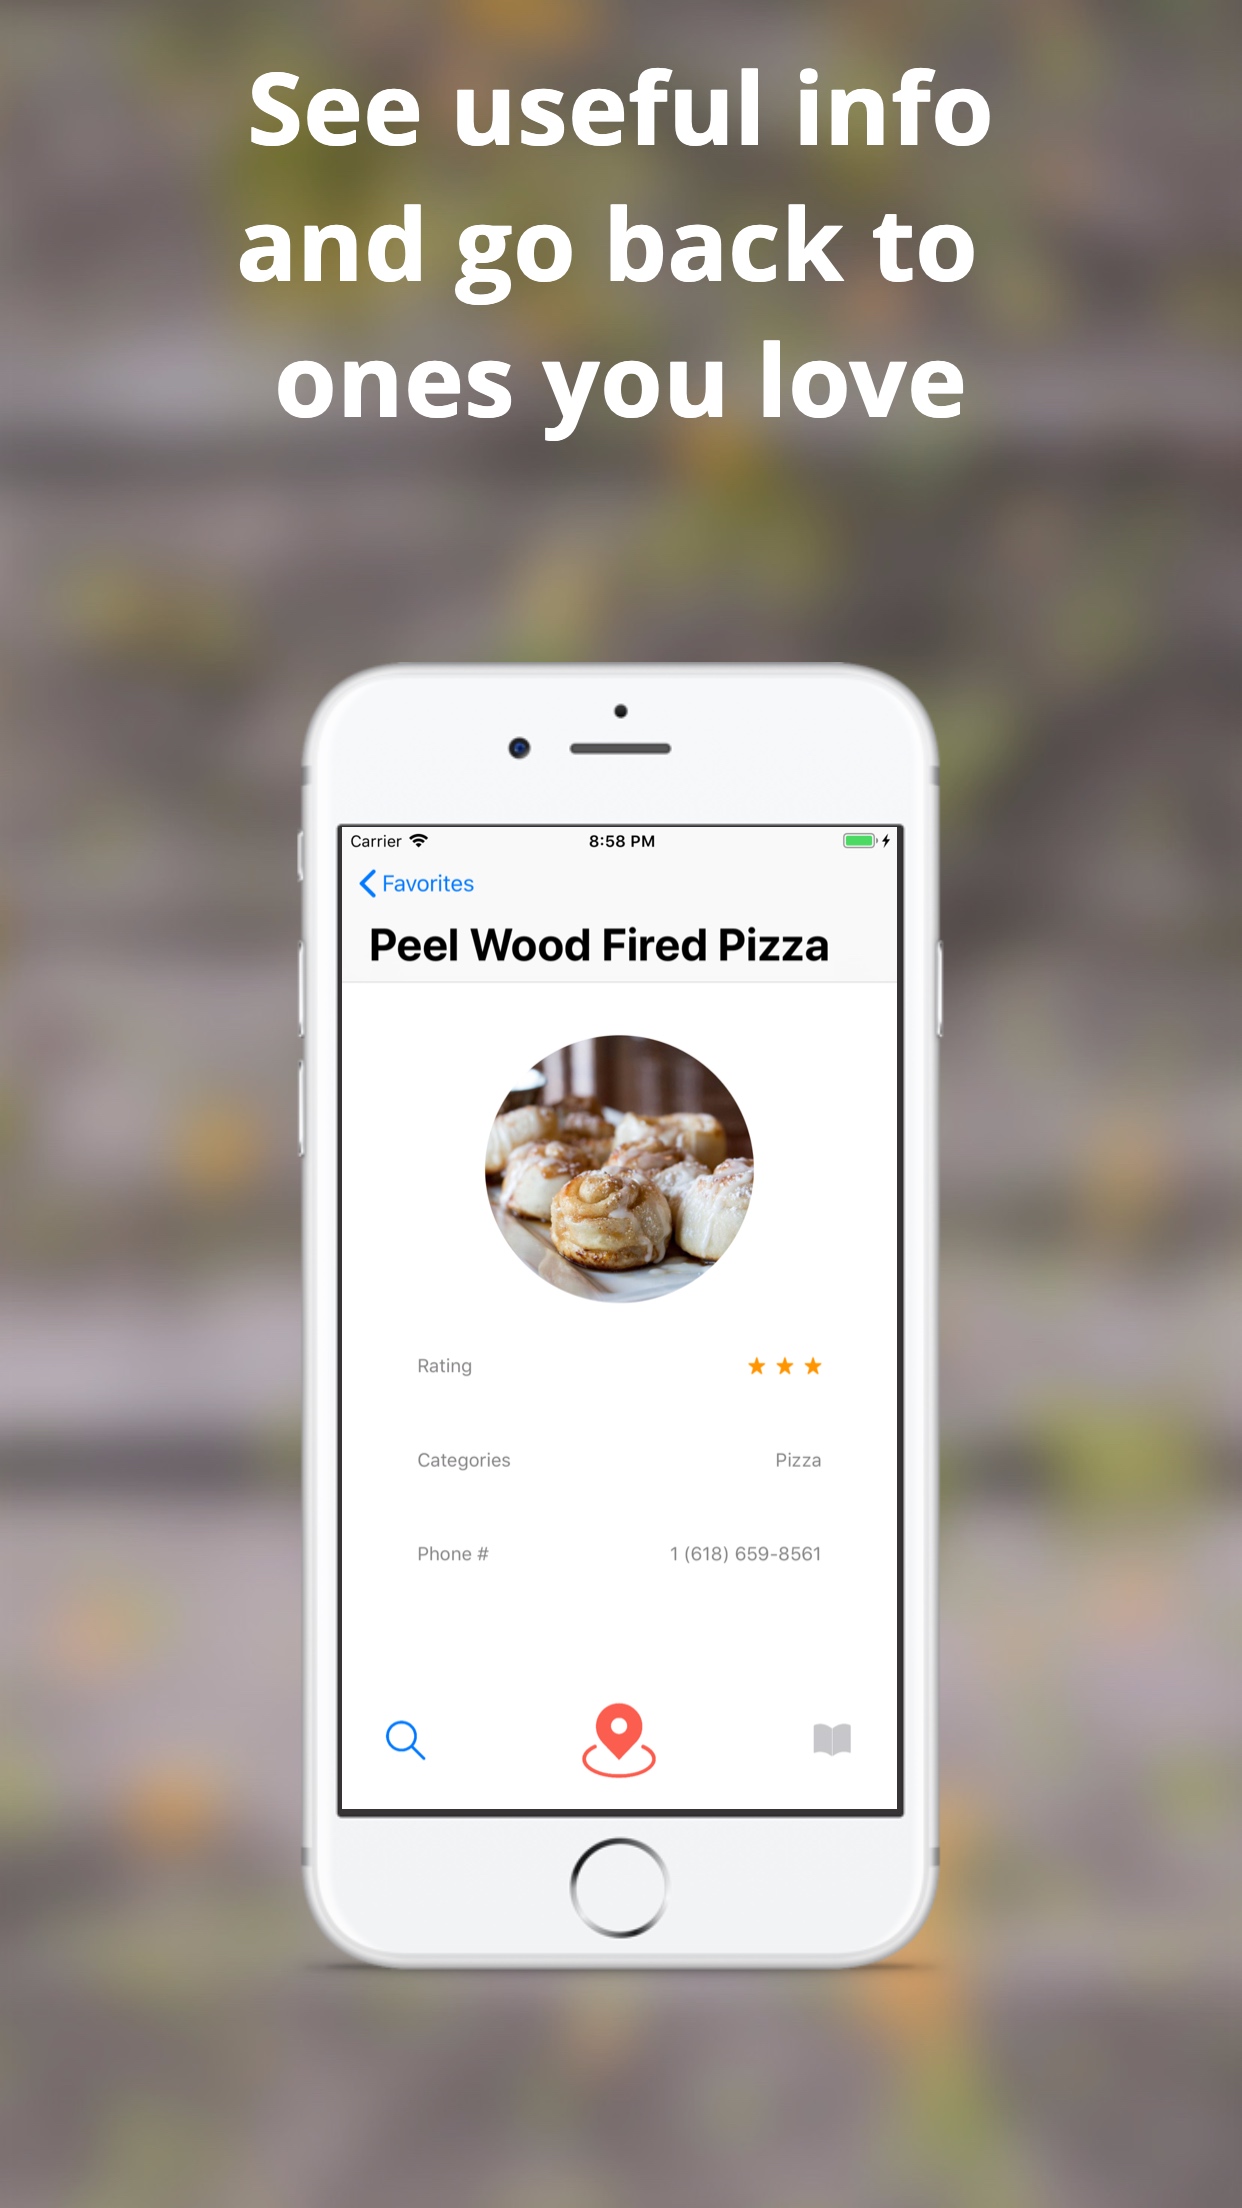 See useful info
and go back to
ones you love
Carrier 8:58 PM
Favorites
Peel Wood Fired Pizza
Rating
Categories Pizza
Phone # 1 (618) 659-8561